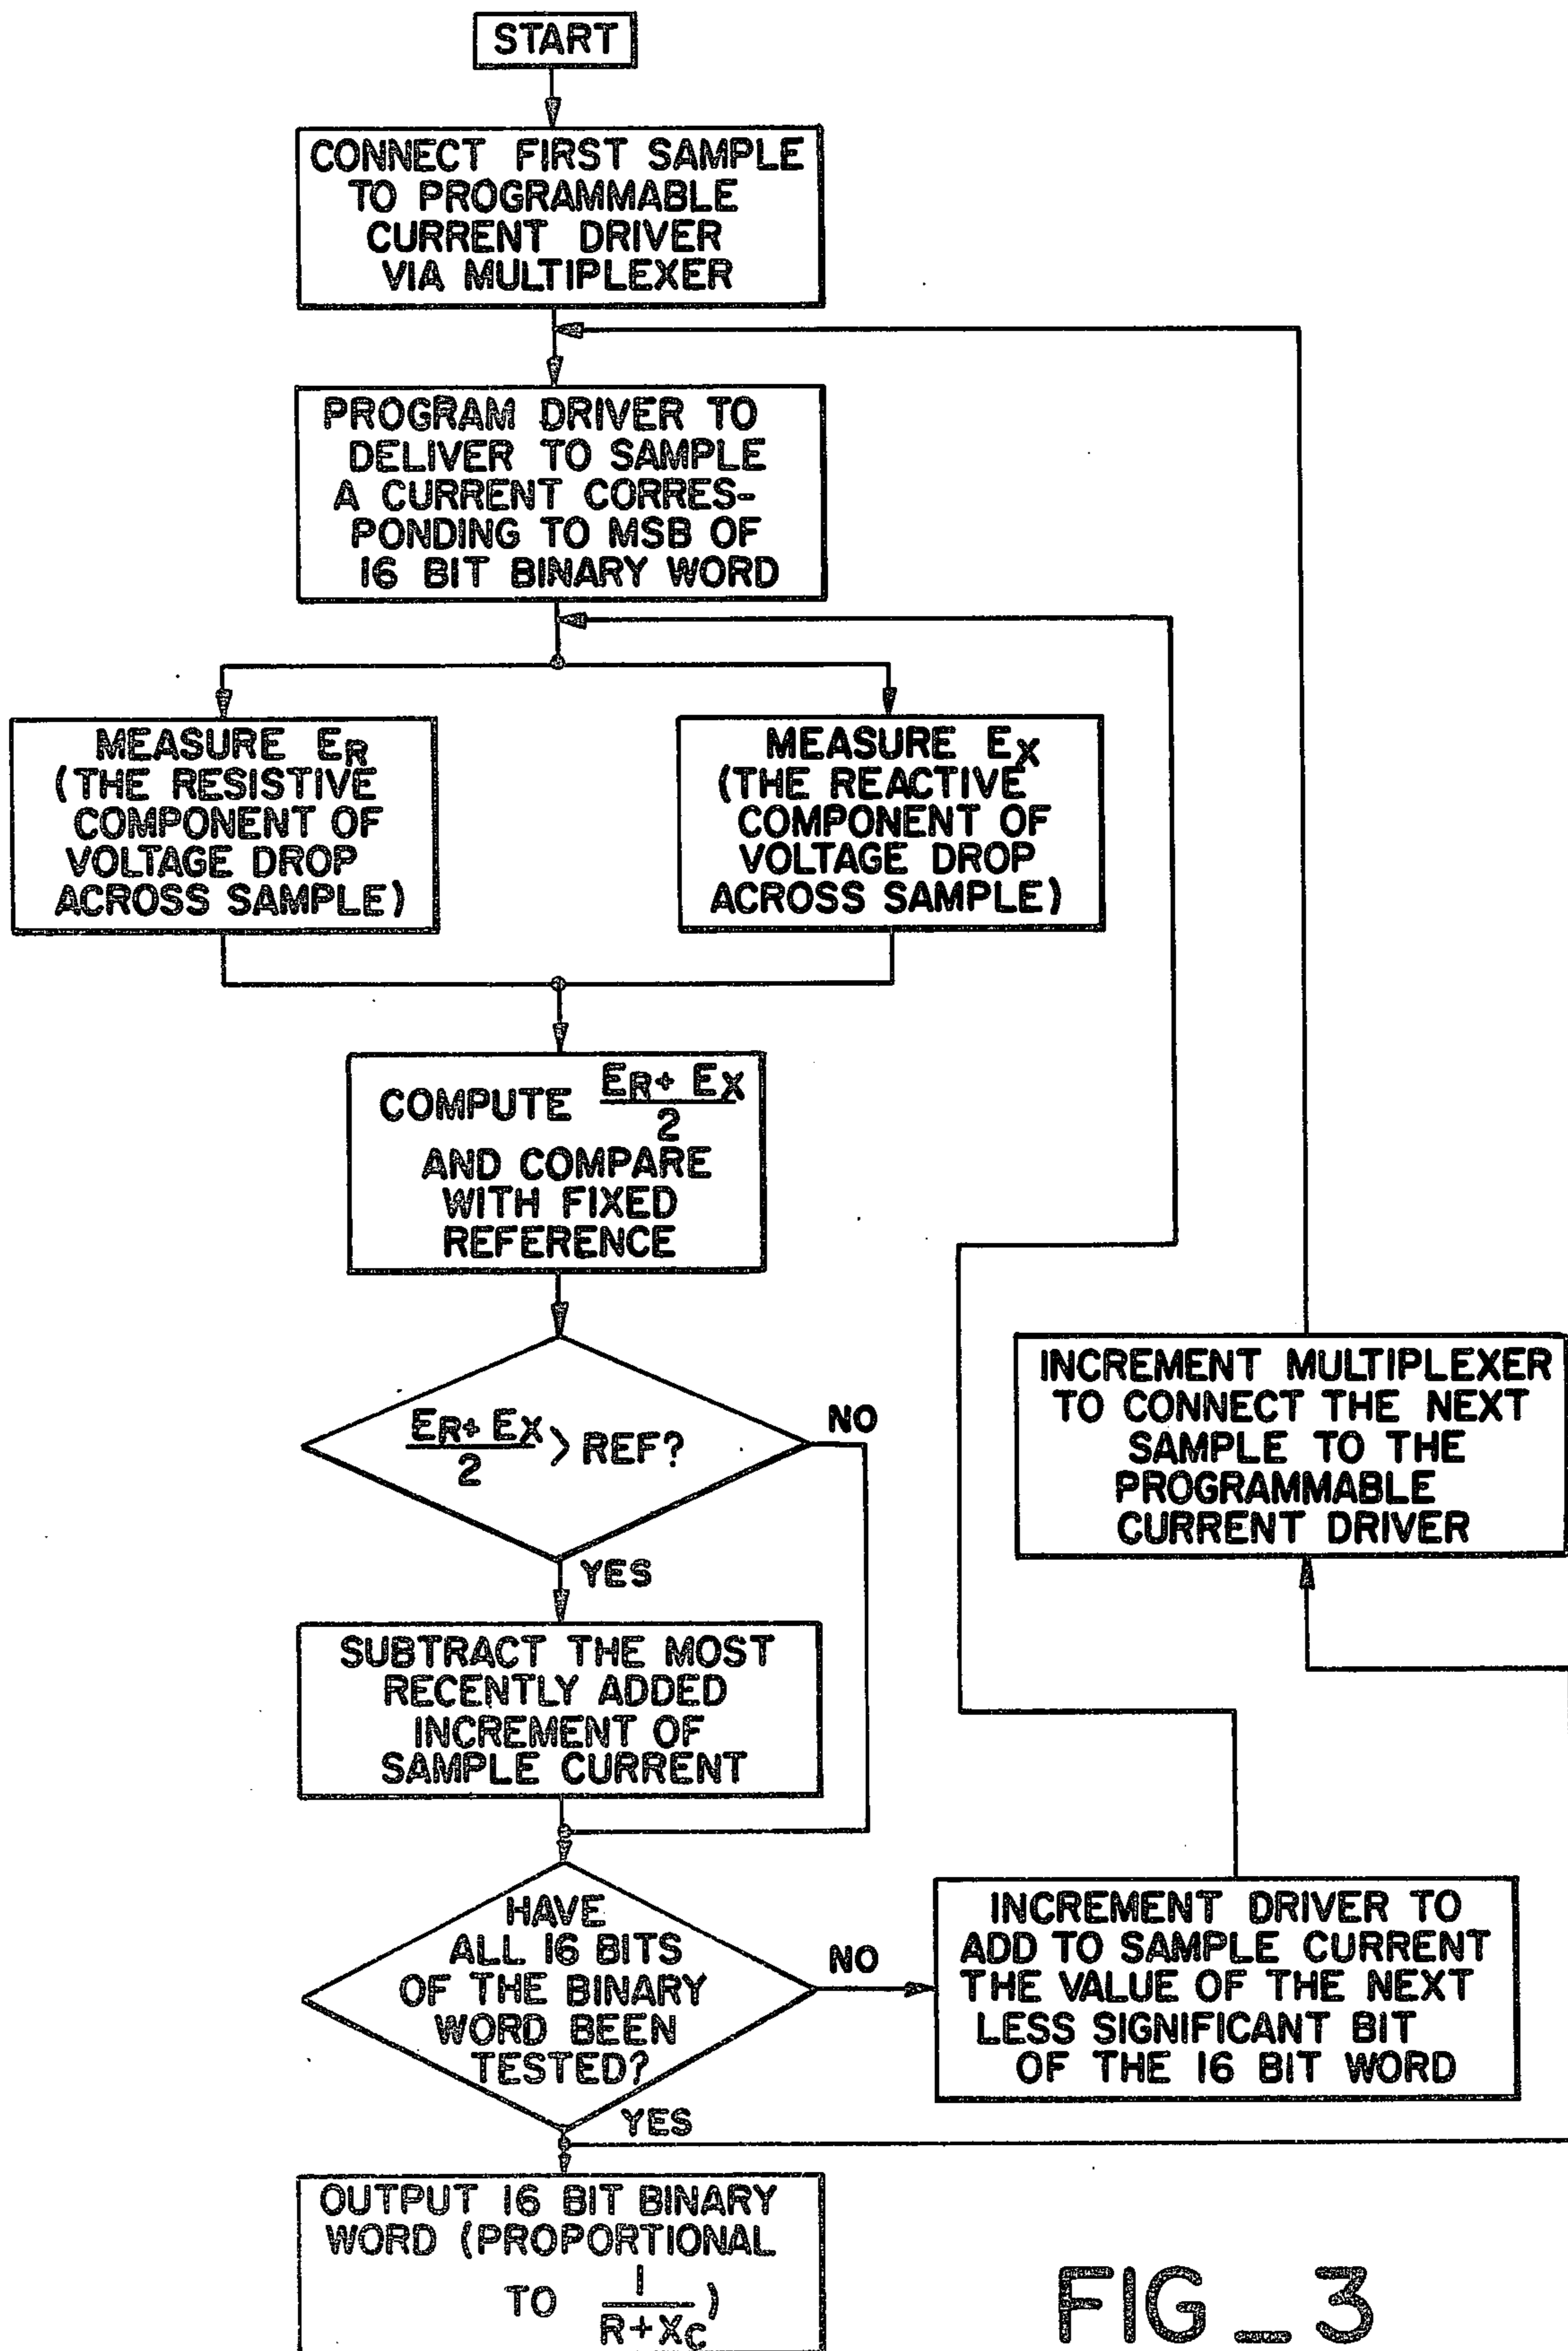 START
CONNECT FIRST SAMPLE
TO PROGRAMMABLE
CURRENT DRIVER
VIA MULTIPLEXER
PROGRAM DRIVER TO
DELIVER TO SAMPLE
A CURRENT CORRES-
PONDING TO MSB OF
16 BIT BINARY WORD
MEASURE ER
(THE RESISTIVE
COMPONENT OF
VOLTAGE DROP
ACROSS SAMPLE)
MEASURE EX
(THE REACTIVE
COMPONENT OF
VOLTAGE DROP
ACROSS SAMPLE)
COMPUTE ER+ EX
2
AND COMPARE
WITH FIXED
REFERENCE
ER+ EX
2
> REF?
NO
YES
INCREMENT MULTIPLEXER
TO CONNECT THE NEXT
SAMPLE TO THE
PROGRAMMABLE
CURRENT DRIVER
SUBTRACT THE MOST
RECENTLY ADDED
INCREMENT OF
SAMPLE CURRENT
HAVE
ALL 16 BITS
OF THE BINARY
WORD BEEN
TESTED?
NO
YES
INCREMENT DRIVER TO
ADD TO SAMPLE CURRENT
THE VALUE OF THE NEXT
LESS SIGNIFICANT BIT
OF THE 16 BIT WORD
OUTPUT 16 BIT BINARY
WORD (PROPORTIONAL
TO 1
R+XC)
FIG_3